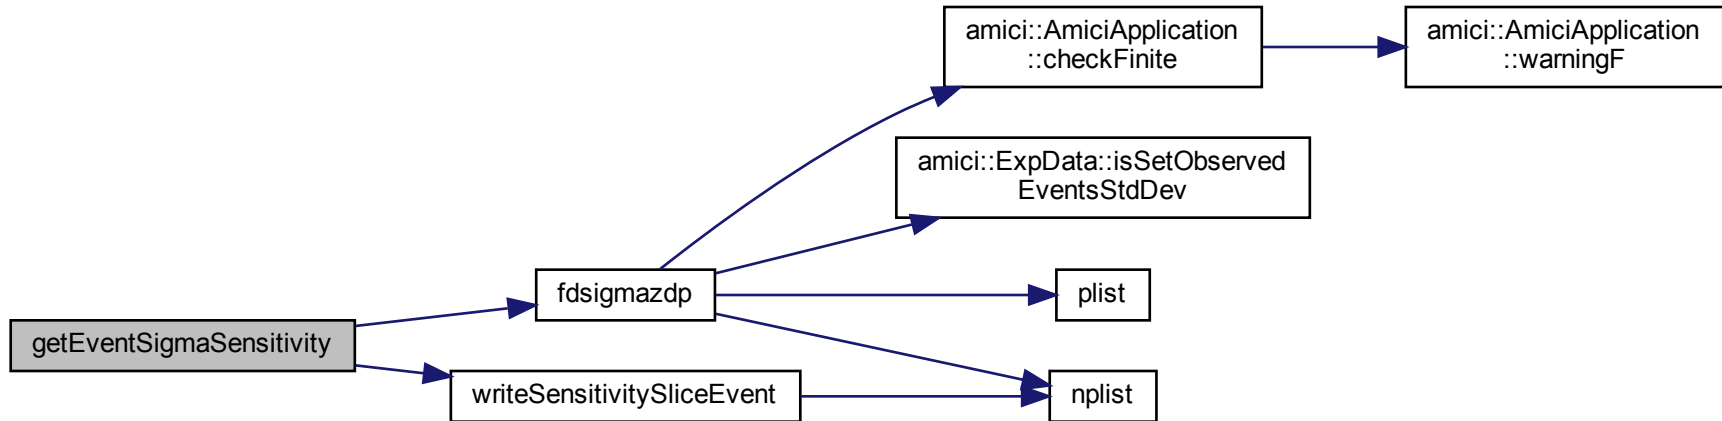 amici::AmiciApplication
::checkFinite
amici::AmiciApplication
::warningF
amici::ExpData::isSetObserved
EventsStdDev
fdsigmazdp
plist
getEventSigmaSensitivity
writeSensitivitySliceEvent
nplist